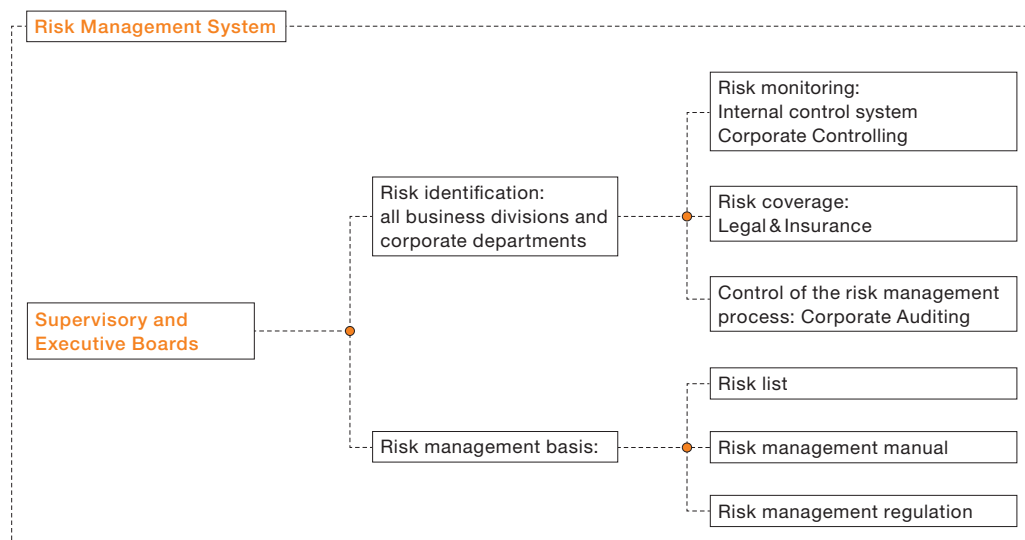 Risk Management System
Risk monitoring:
Internal control system
Corporate Controlling
Risk identification:
all business divisions and
corporate departments
Risk coverage:
Legal & Insurance
Control of the risk management
process: Corporate Auditing
Supervisory and
Executive Boards
Risk list
Risk management basis:
Risk management manual
Risk management regulation